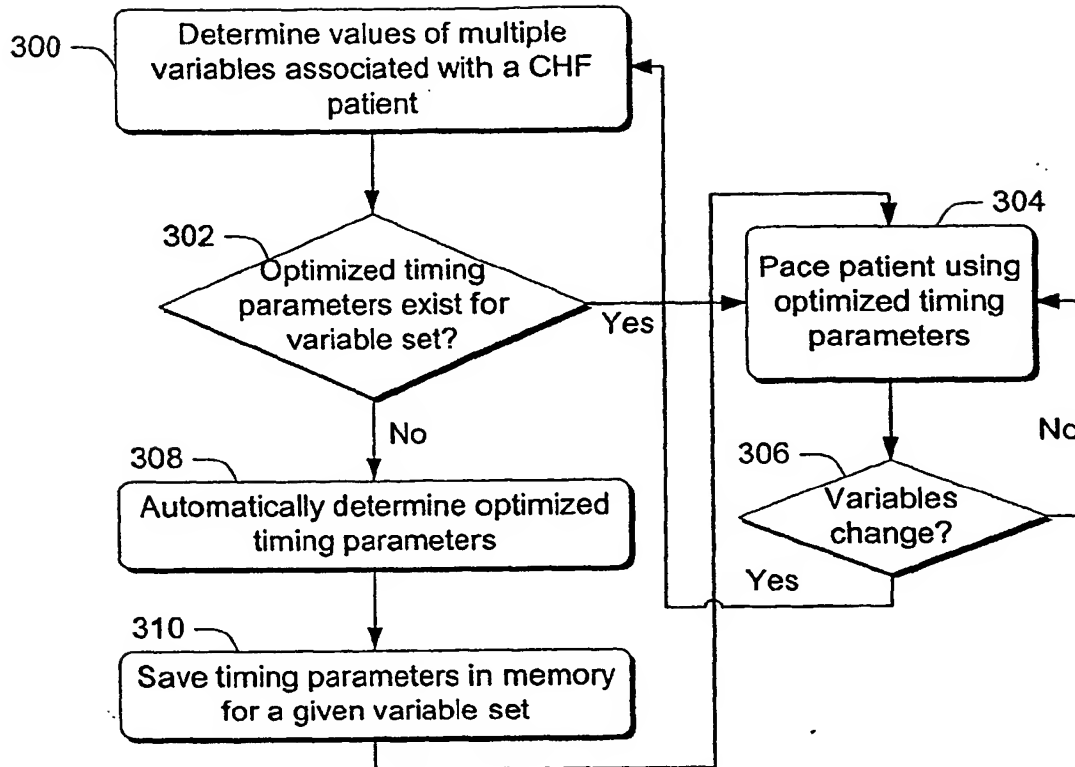 300
Determine values of multiple
variables associated with a CHF
patient
302
Optimized timing
parameters exist for
variable set?
Yes
No
308
Automatically determine optimized
timing parameters
310
Save timing parameters in memory
for a given variable set
304
Pace patient using
optimized timing
parameters
306
Variables
change?
Yes
No